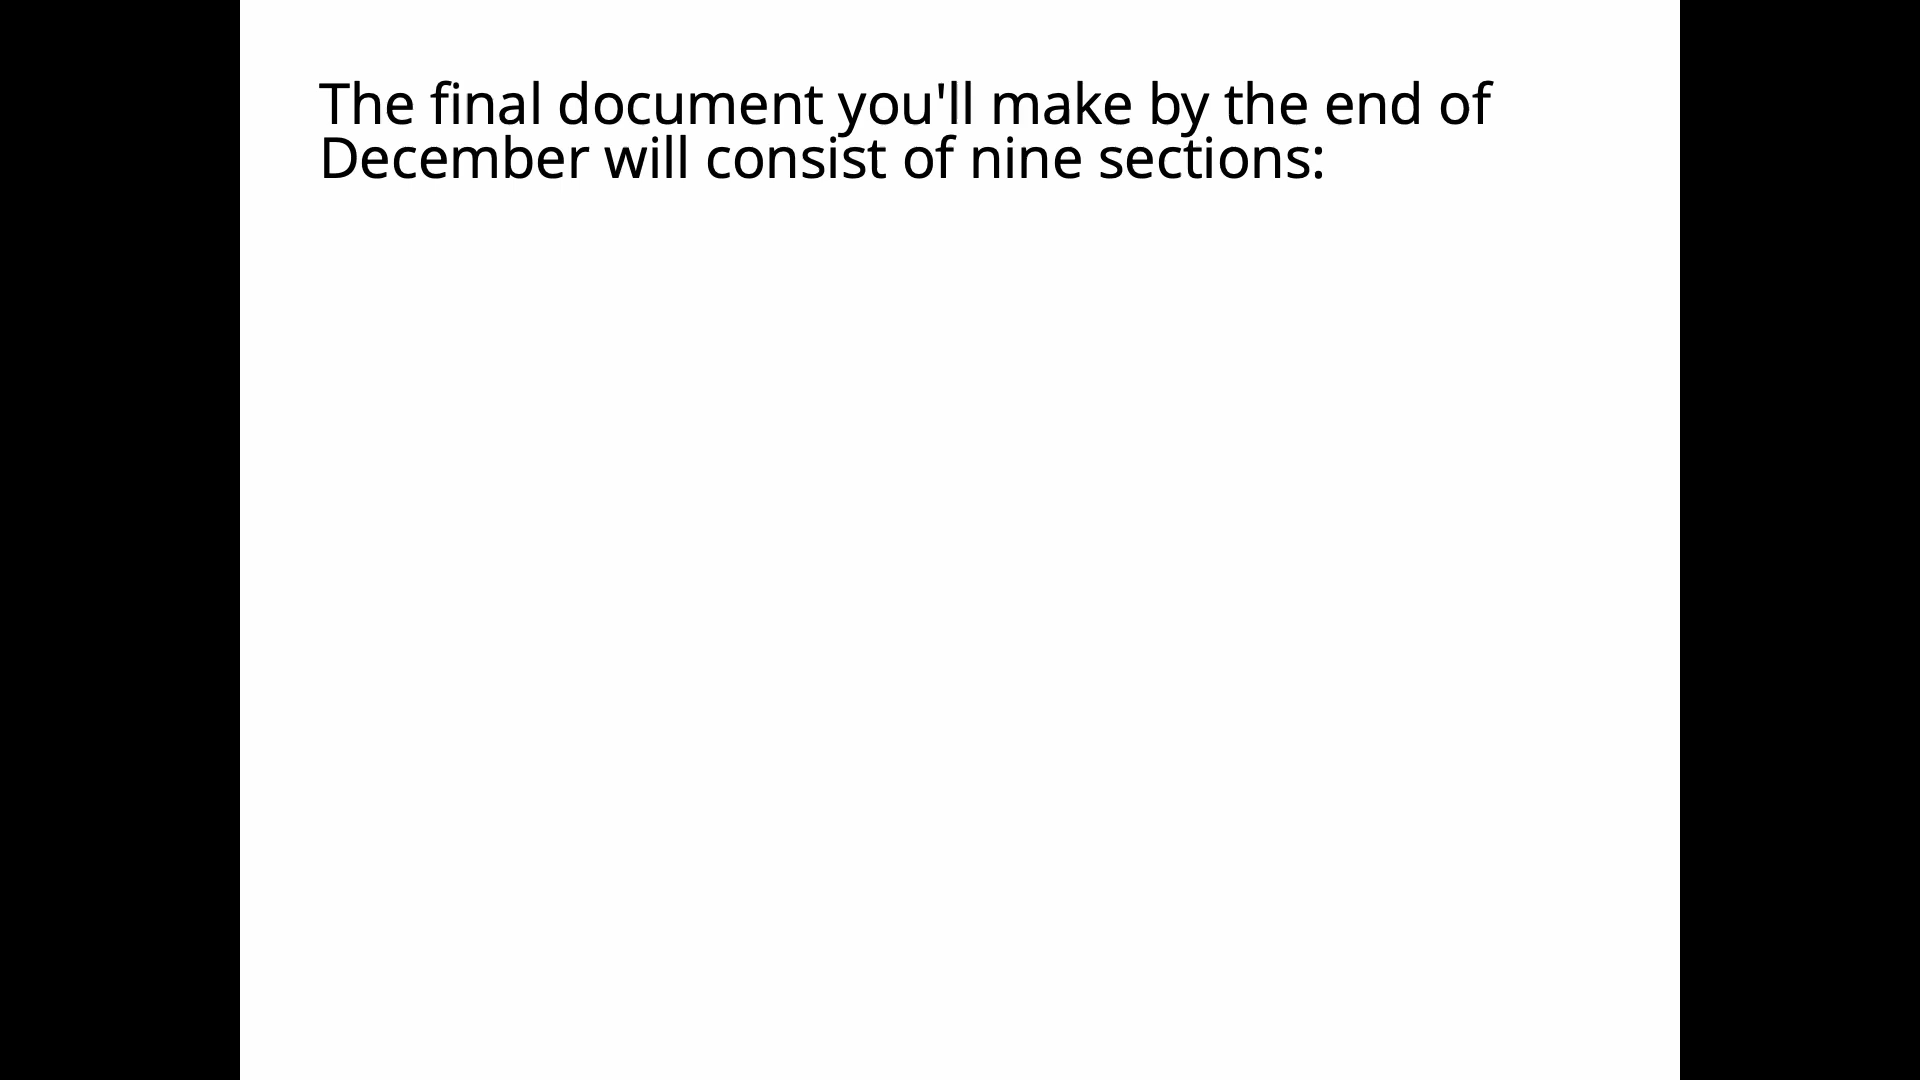 The final document you'll make by the end of
December will consist of nine sections: